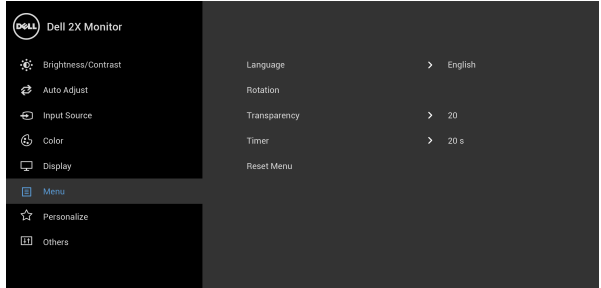 DELL Dell 2X Monitor
Brightness/Contrast
Auto Adjust
Input Source
Color
Display
Menu
Personalize
Others
Language > English
Rotation
Transparency > 20
Timer > 20 s
Reset Menu